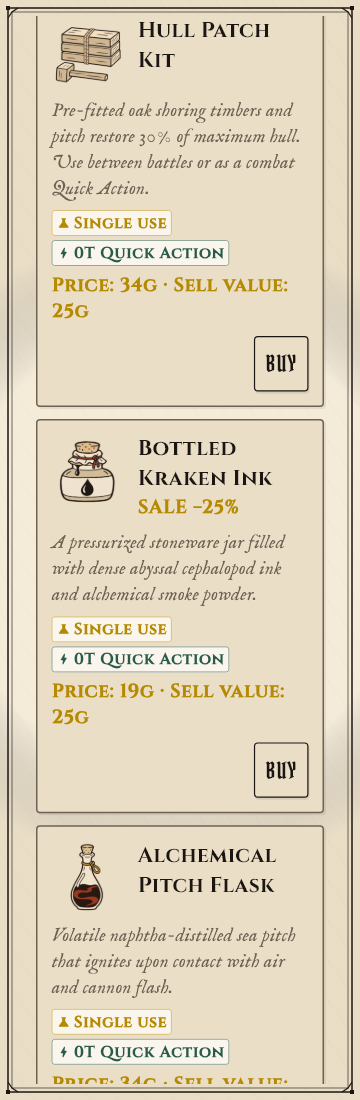 Hull Patch
Kit
Pre-fitted oak shoring timbers and
pitch restore 30% of maximum hull.
Use between battles or as a combat
Quick Action.
Single use
0T Quick Action
Price: 34g · Sell value:
25g
BUY
Bottled
Kraken Ink
SALE −25%
A pressurized stoneware jar filled
with dense abyssal cephalopod ink
and alchemical smoke powder.
Single use
0T Quick Action
Price: 19g · Sell value:
25g
BUY
Alchemical
Pitch Flask
Volatile naphtha-distilled sea pitch
that ignites upon contact with air
and cannon flash.
Single use
0T Quick Action
Price: 34g · Sell value: